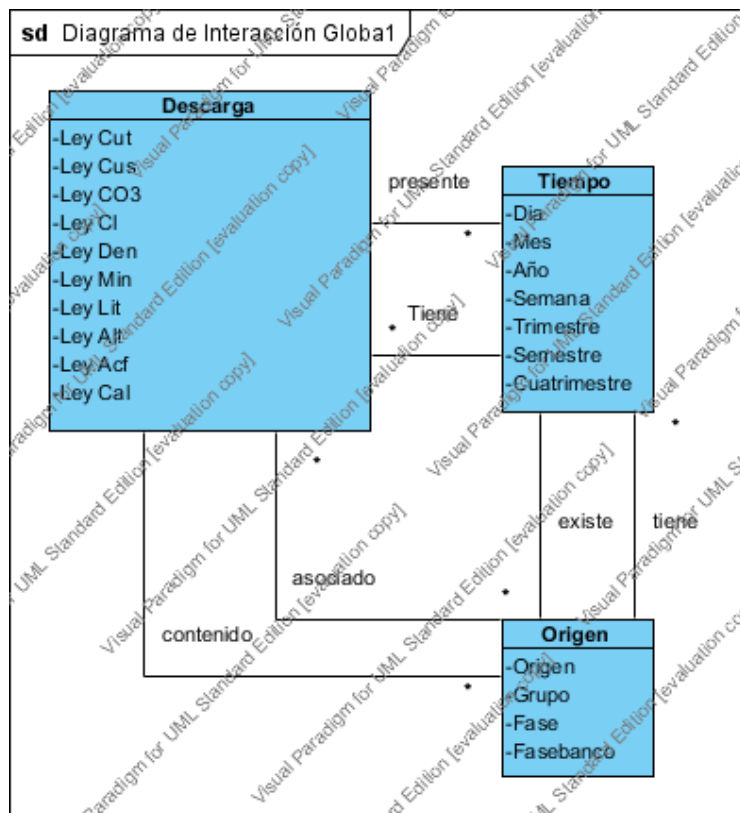 sd Diagrama de Interacción Global1
Descarga
-Ley Cut
-Ley Cus
-Ley CO3
-Ley Cl
-Ley Den
-Ley Min
-Ley Lit
-Ley Alt
-Ley Acf
-Ley Cal
presente
*
Tiene
*
Tiempo
-Dia
-Mes
-Año
-Semana
-Trimestre
-Semestre
-Cuatrimestre
*
*
existe
tiene
asociado
*
contenido
*
Origen
-Origen
-Grupo
-Fase
-Fasebanco
Visual Paradigm for UML Standard Edition [evaluation copy]